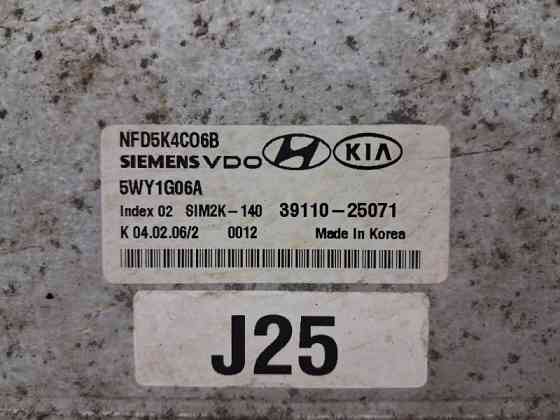 NFD5K4C06B
SIEMENS VDO KIA
5WY1G06A
Index 02 SIM2K-140 39110-25071
K 04.02.06/2 0012 Made In Korea
J25